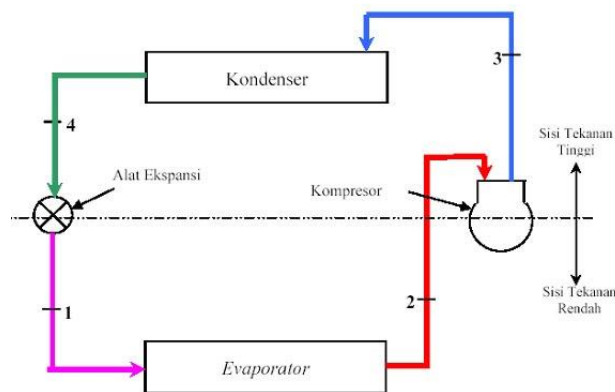 Kondenser
3
4
Sisi Tekanan
Tinggi
Alat Ekspansi
Kompresor
1
2
Sisi Tekanan
Rendah
Evaporator